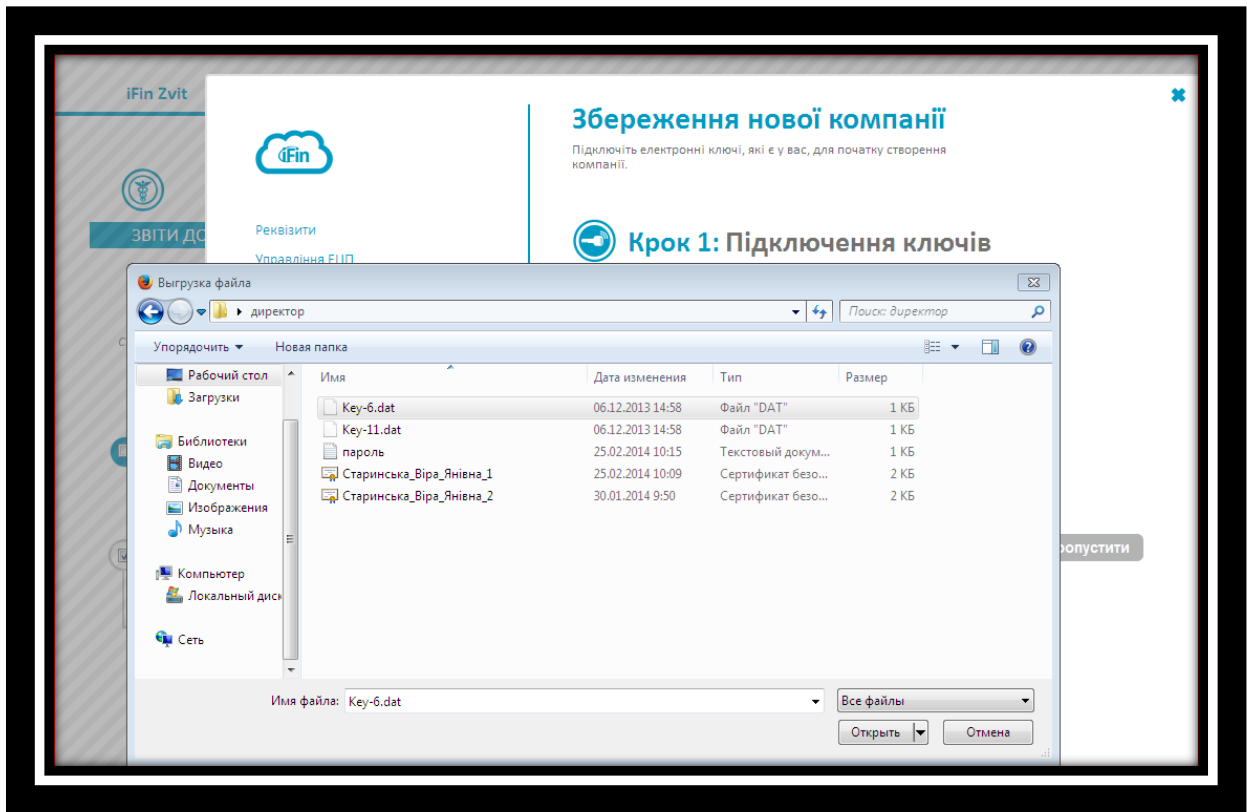 iFin Zvit
iFin
Збереження нової компанії
Підключіть електронні ключі, які є у вас, для початку створення
компанії.
ЗВІТИ ДО
Реквізити
Управління ЕЦП
Крок 1: Підключення ключів
Выгрузка файла
директор
Поиск: директор
Упорядочить
Новая папка
Рабочий стол
Загрузки
Библиотеки
Видео
Документы
Изображения
Музыка
Компьютер
Локальный диск
Сеть
Имя Дата изменения Тип Размер
Key-6.dat 06.12.2013 14:58 Файл "DAT" 1 КБ
Key-11.dat 06.12.2013 14:58 Файл "DAT" 1 КБ
пароль 25.02.2014 10:15 Текстовый докум... 1 КБ
Старинська_Віра_Янівна_1 25.02.2014 10:09 Сертификат безо... 2 КБ
Старинська_Віра_Янівна_2 30.01.2014 9:50 Сертификат безо... 2 КБ
ропустити
Имя файла: Key-6.dat
Все файлы
Открыть
Отмена